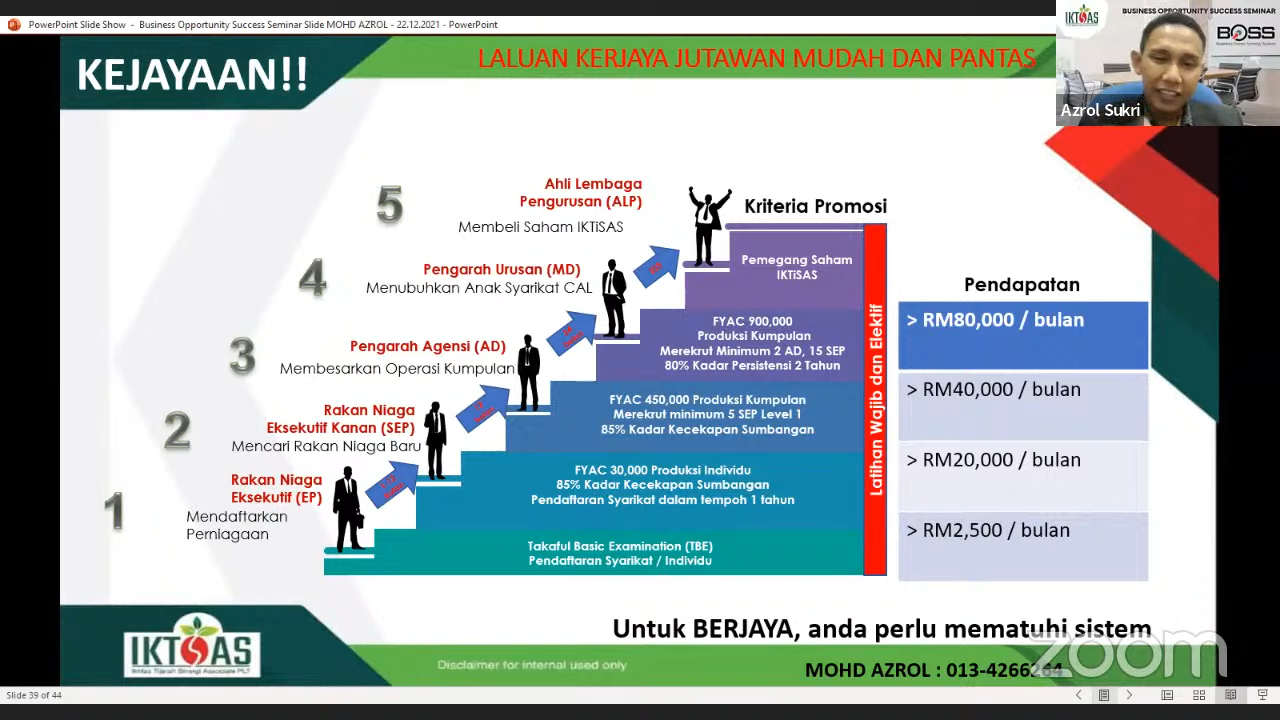 PowerPoint Slide Show - Business Opportunity Success Seminar Slide MOHD AZROL - 22.12.2021 - PowerPoint
IKTISAS
BUSINESS OPPORTUNITY SUCCESS SEMINAR
BOSS
Azrol Sukri
KEJAYAAN!!
LALUAN KERJAYA JUTAWAN MUDAH DAN PANTAS
5
Ahli Lembaga
Pengurusan (ALP)
Membeli Saham IKTiSAS
Kriteria Promosi
4
Pengarah Urusan (MD)
Menubuhkan Anak Syarikat CAL
Pemegang Saham
IKTiSAS
3
Pengarah Agensi (AD)
Membesarkan Operasi Kumpulan
FYAC 900,000
Produksi Kumpulan
Merekrut Minimum 2 AD, 15 SEP
80% Kadar Persistensi 2 Tahun
2
Rakan Niaga
Eksekutif Kanan (SEP)
Mencari Rakan Niaga Baru
FYAC 450,000 Produksi Kumpulan
Merekrut minimum 5 SEP Level 1
85% Kadar Kecekapan Sumbangan
1
Rakan Niaga
Eksekutif (EP)
Mendaftarkan
Perniagaan
FYAC 30,000 Produksi Individu
85% Kadar Kecekapan Sumbangan
Pendaftaran Syarikat dalam tempoh 1 tahun
Takaful Basic Examination (TBE)
Pendaftaran Syarikat / Individu
Latihan Wajib dan Elektif
Pendapatan
> RM80,000 / bulan
> RM40,000 / bulan
> RM20,000 / bulan
> RM2,500 / bulan
Untuk BERJAYA, anda perlu mematuhi sistem
IKTISAS
Disclaimer for Internal used only
MOHD AZROL : 013-4266264
zoom
Slide 39 of 44